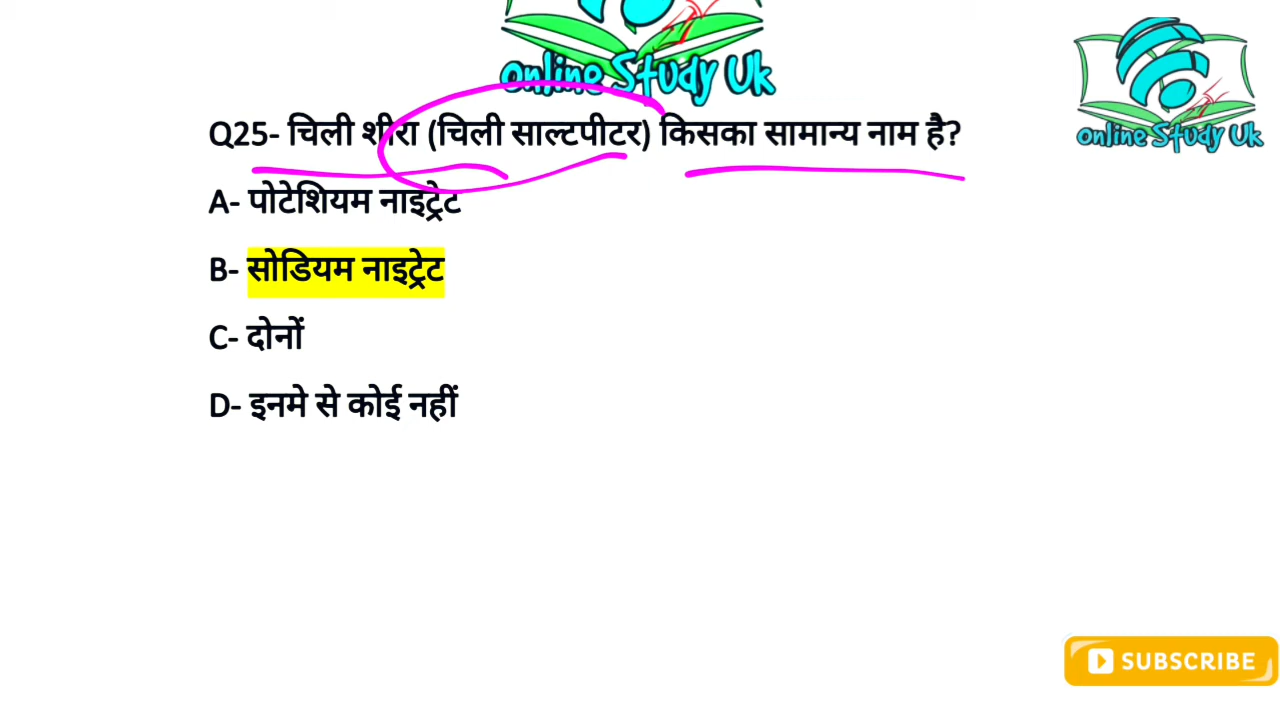 Online Study Uk
Online Study Uk
Q25- चिली शीरा (चिली साल्टपीटर) किसका सामान्य नाम है?
A- पोटेशियम नाइट्रेट
B- सोडियम नाइट्रेट
C- दोनों
D- इनमे से कोई नहीं
SUBSCRIBE